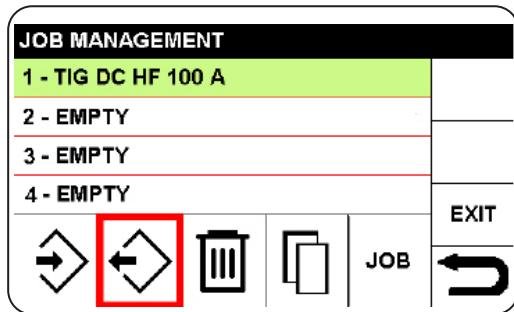 JOB MANAGEMENT
1 - TIG DC HF 100 A
2 - EMPTY
3 - EMPTY
4 - EMPTY
EXIT
JOB